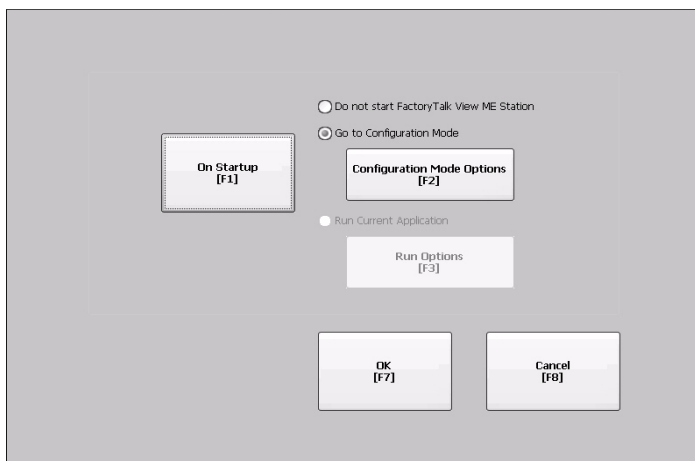 Do not start FactoryTalk View ME Station
Go to Configuration Mode
On Startup
[F1]
Configuration Mode Options
[F2]
Run Current Application
Run Options
[F3]
OK
[F7]
Cancel
[F8]